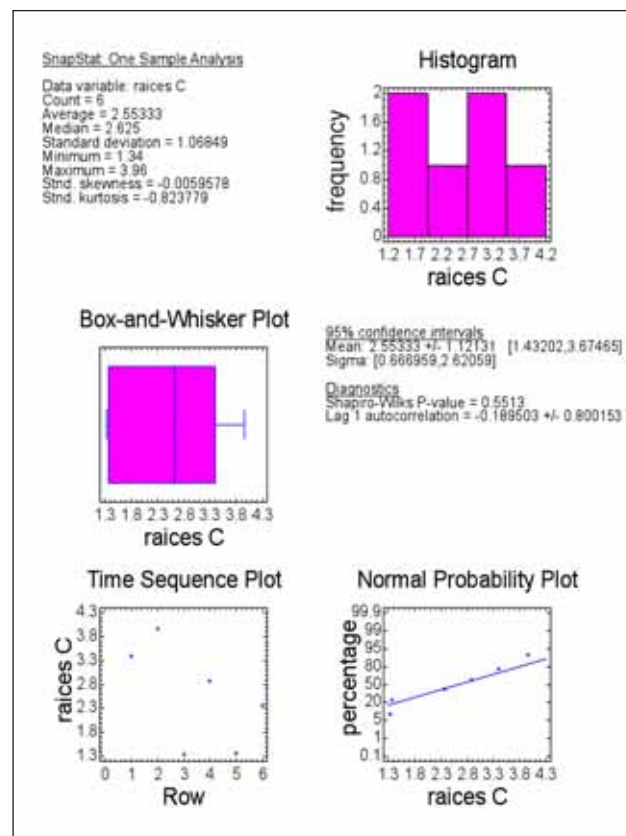 SnapStat: One Sample Analysis
Data variable: raices C
Count = 6
Average = 2.55333
Median = 2.625
Standard deviation = 1.06849
Minimum = 1.34
Maximum = 3.96
Stnd. skewness = -0.0059578
Stnd. kurtosis = -0.823779
Histogram
frequency
2
1.6
1.2
0.8
0.4
0
1.2 1.7 2.2 2.7 3.2 3.7 4.2
raices C
Box-and-Whisker Plot
1.3 1.8 2.3 2.8 3.3 3.8 4.3
raices C
95% confidence intervals
Mean: 2.55333 +/- 1.12131 [1.43202,3.67465]
Sigma: [0.666959,2.62059]
Diagnostics
Shapiro-Wilks P-value = 0.5513
Lag 1 autocorrelation = -0.189503 +/- 0.800153
Time Sequence Plot
raices C
4.3
3.8
3.3
2.8
2.3
1.8
1.3
0 1 2 3 4 5 6
Row
Normal Probability Plot
percentage
99.9
99
95
80
50
20
5
1
0.1
1.3 1.8 2.3 2.8 3.3 3.8 4.3
raices C